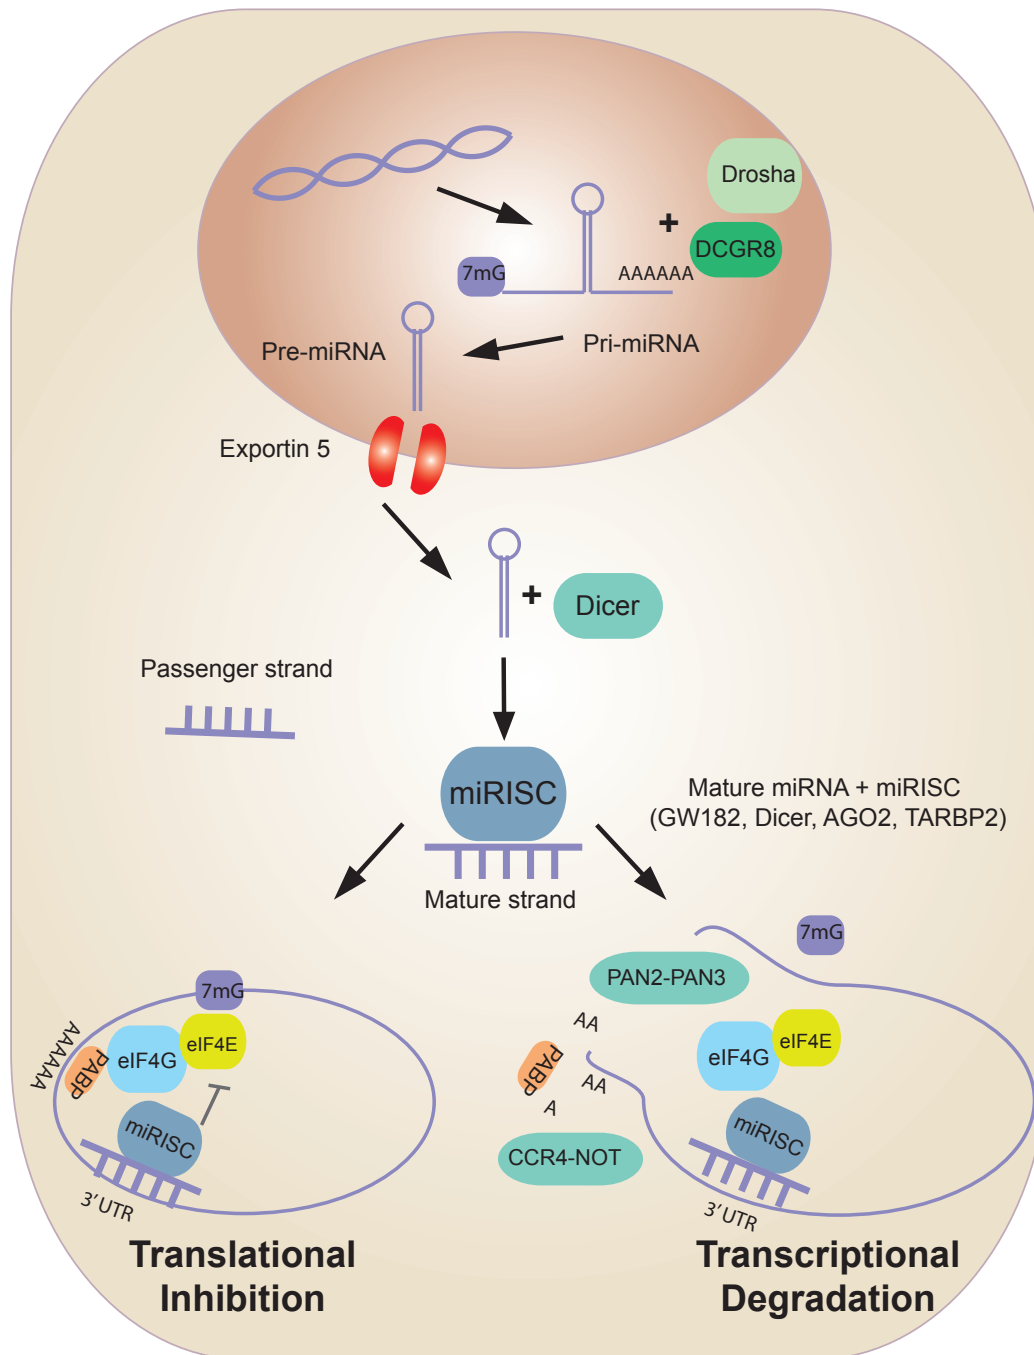 Drosha
+
DCGR8
7mG
AAAAAA
Pre-miRNA
Pri-miRNA
Exportin 5
+
Dicer
Passenger strand
miRISC
Mature miRNA + miRISC
(GW182, Dicer, AGO2, TARBP2)
Mature strand
7mG
AAAAA
PABP
eIF4G
eIF4E
miRISC
3' UTR
Translational
Inhibition
7mG
PAN2-PAN3
AA
PABP
AA
A
CCR4-NOT
eIF4G
eIF4E
miRISC
3' UTR
Transcriptional
Degradation